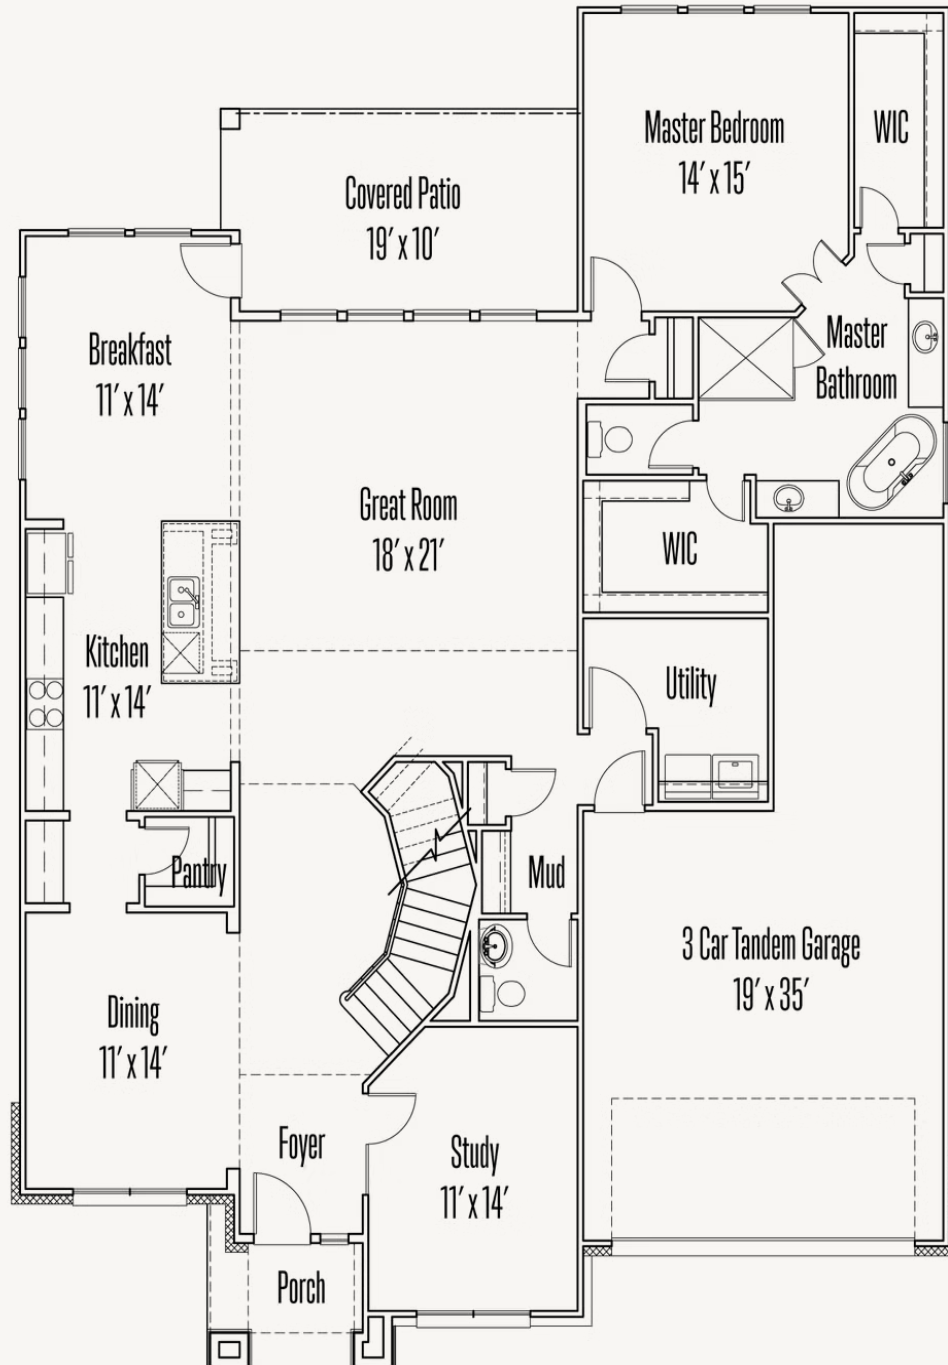 Master Bedroom
14' x 15'
WIC
Covered Patio
19' x 10'
Breakfast
11' x 14'
Master
Bathroom
Great Room
18' x 21'
WIC
Kitchen
11' x 14'
Utility
Pantry
Mud
3 Car Tandem Garage
19' x 35'
Dining
11' x 14'
Foyer
Study
11' x 14'
Porch